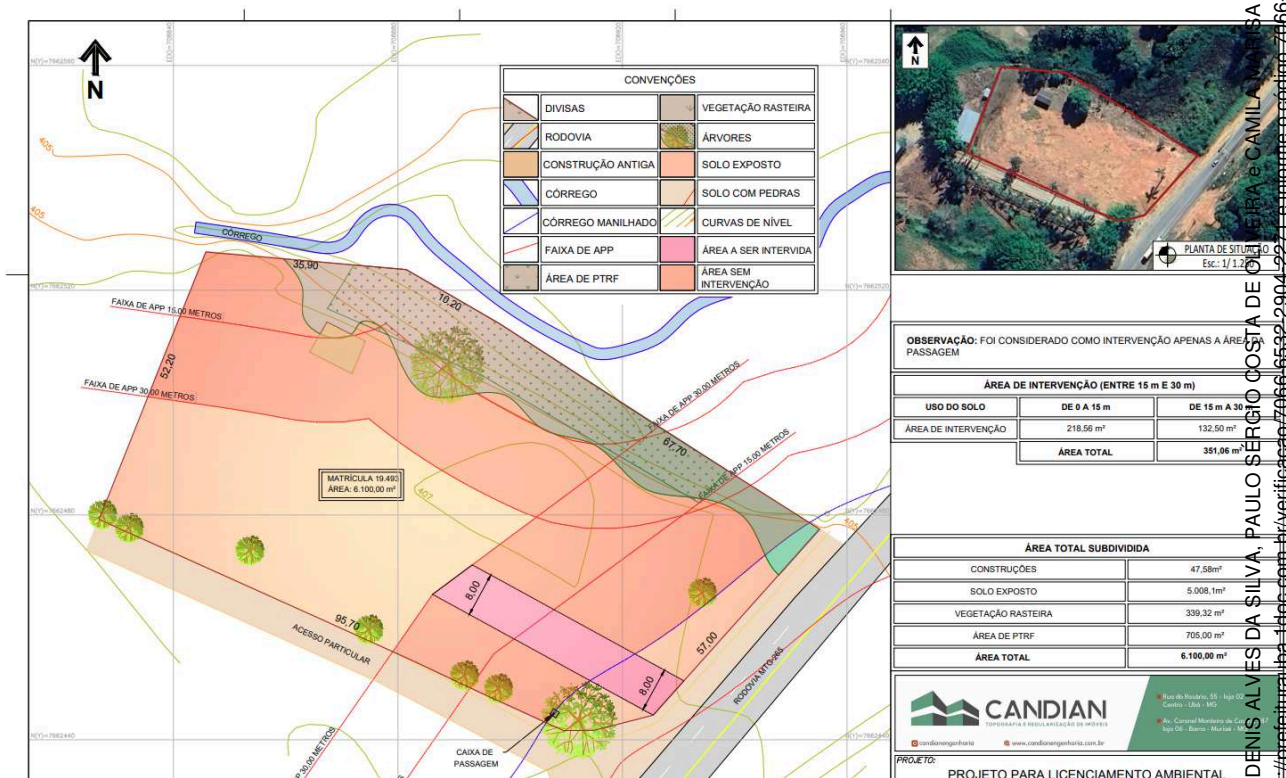 E(X)=708640
E(X)=708880
N(Y)=7662560
N
CONVENÇÕES
DIVISAS
VEGETAÇÃO RASTEIRA
RODOVIA
ÁRVORES
CONSTRUÇÃO ANTIGA
SOLO EXPOSTO
CÓRREGO
SOLO COM PEDRAS
CÓRREGO MANILHADO
CURVAS DE NÍVEL
FAIXA DE APP
ÁREA A SER INTERVIDA
ÁREA DE PTRF
ÁREA SEM
INTERVENÇÃO
405
405
CÓRREGO
35,90
10,20
N(Y)=7662520
FAIXA DE APP 15,00 METROS
52,20
FAIXA DE APP 30,00 METROS
FAIXA DE APP 30,00 METROS
67,70
FAIXA DE APP 15,00 METROS
MATRÍCULA 19.493
ÁREA: 6.100,00 m²
407
N(Y)=7662480
405
8,00
95,70
ACESSO PARTICULAR
57,00
8,00
RODOVIA MTG-265
N(Y)=7662440
CAIXA DE
PASSAGEM
30,00 METROS
N
PLANTA DE SITUAÇÃO
OBSERVAÇÃO: FOI CONSIDERADO COMO INTERVENÇÃO APENAS A ÁREA DA
PASSAGEM
ÁREA DE INTERVENÇÃO (ENTRE 15 m E 30 m)
USO DO SOLO
DE 0 A 15 m
DE 15 m A 30 m
ÁREA DE INTERVENÇÃO
218,56 m²
132,50 m²
ÁREA TOTAL
351,06 m²
ÁREA TOTAL SUBDIVIDIDA
CONSTRUÇÕES
47,58m²
SOLO EXPOSTO
5.008,1m²
VEGETAÇÃO RASTEIRA
339,32 m²
ÁREA DE PTRF
705,00 m²
ÁREA TOTAL
6.100,00 m²
CANDIAN
TOPOGRAFIA E REGULARIZAÇÃO DE IMÓVEIS
candianengenharia
www.candianengenharia.com.br
Rua do Rosário, 55 - loja 02
Centro - Ubá - MG
PROJETO:
PROJETO PARA LICENCIAMENTO AMBIENTAL
DENIS ALVES DA SILVA, PAULO SÉRGIO COSTA DE OLIVEIRA e CAMILA